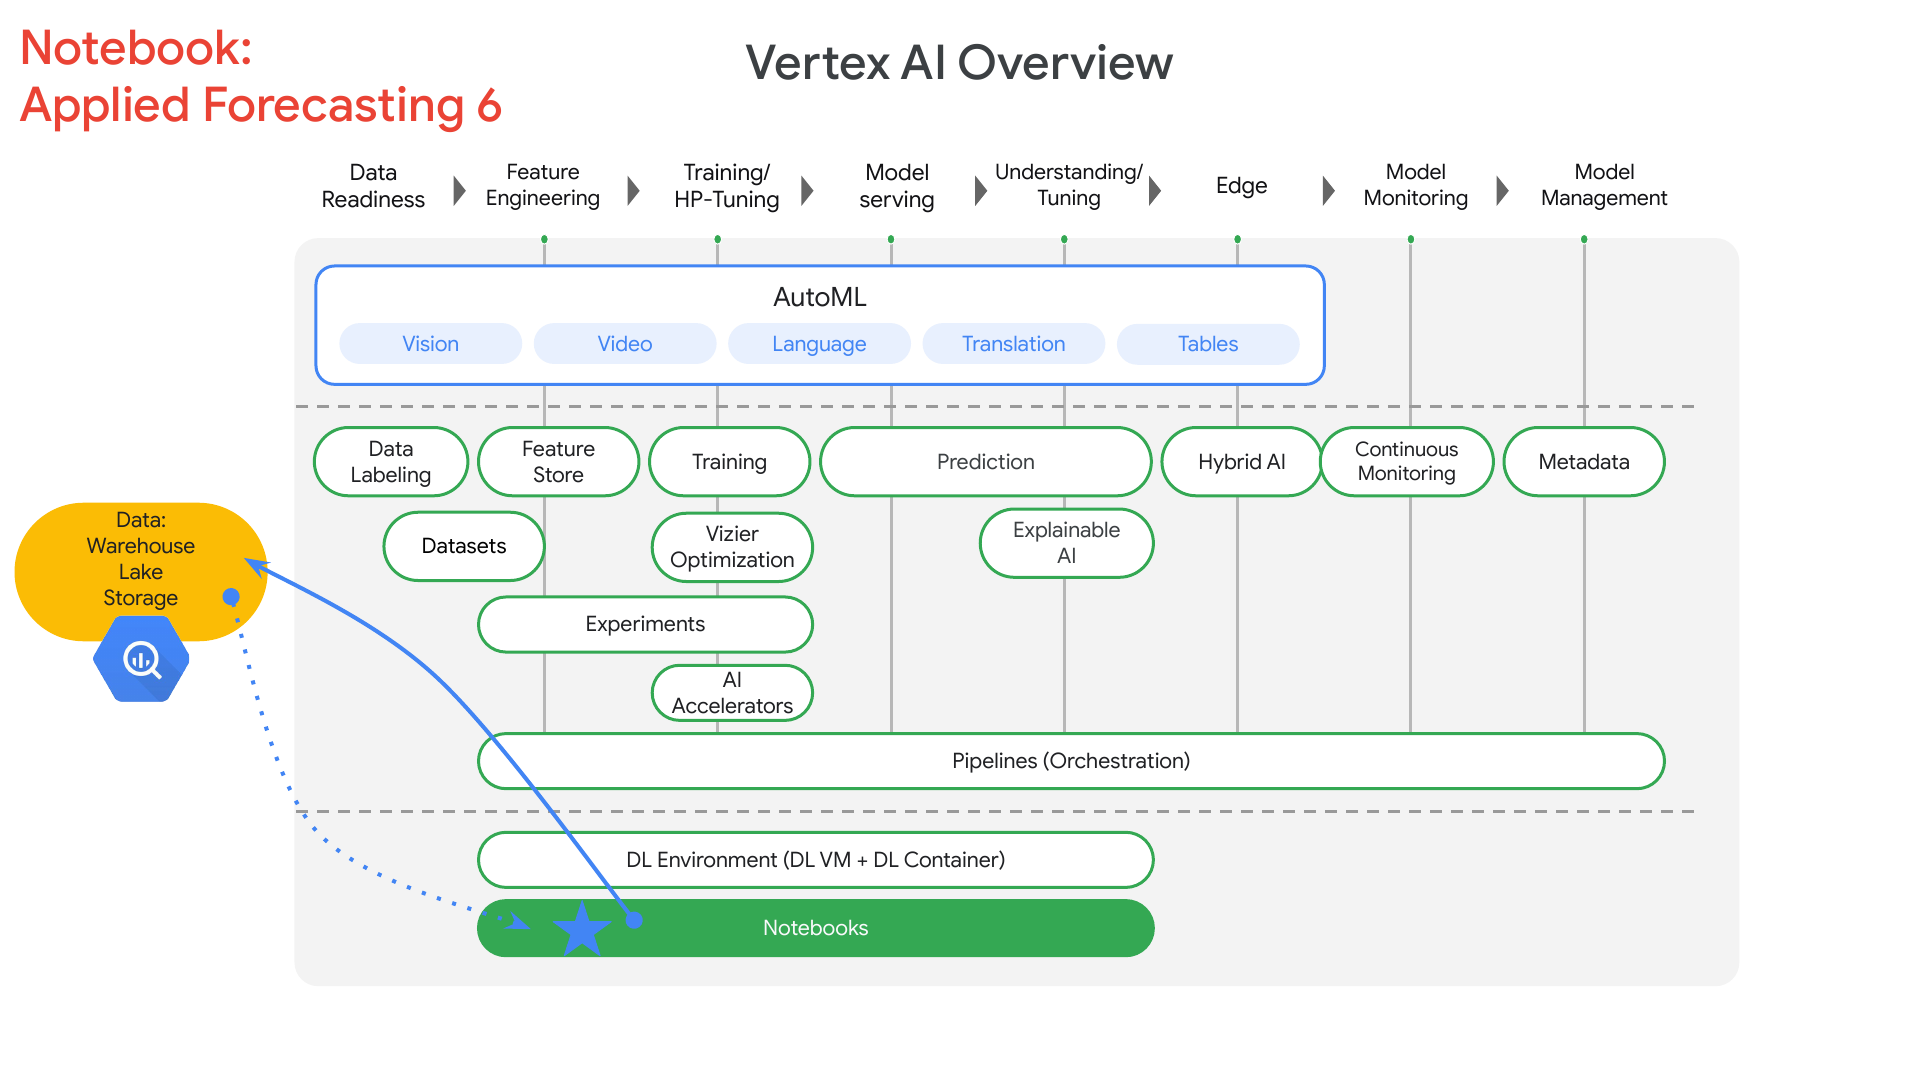 Notebook:
Applied Forecasting 6
Vertex AI Overview
Data
Readiness
Feature
Engineering
Training/
HP-Tuning
Model
serving
Understanding/
Tuning
Edge
Model
Monitoring
Model
Management
AutoML
Vision
Video
Language
Translation
Tables
Data
Labeling
Feature
Store
Training
Prediction
Hybrid AI
Continuous
Monitoring
Metadata
Data:
Warehouse
Lake
Storage
Datasets
Vizier
Optimization
Explainable
AI
Experiments
AI
Accelerators
Pipelines (Orchestration)
DL Environment (DL VM + DL Container)
Notebooks